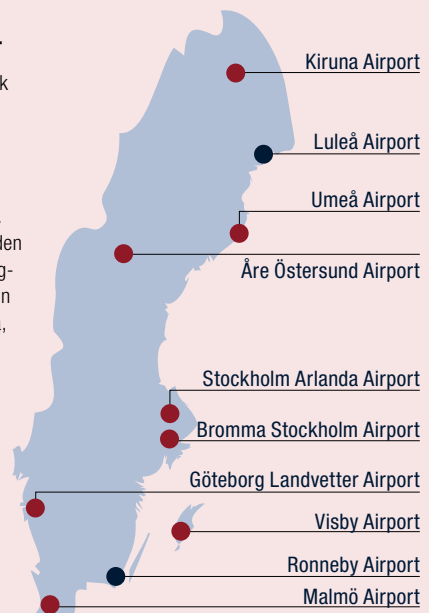 k
den
g-
n
Kiruna Airport
Luleå Airport
Umeå Airport
Åre Östersund Airport
Stockholm Arlanda Airport
Bromma Stockholm Airport
Göteborg Landvetter Airport
Visby Airport
Ronneby Airport
Malmö Airport